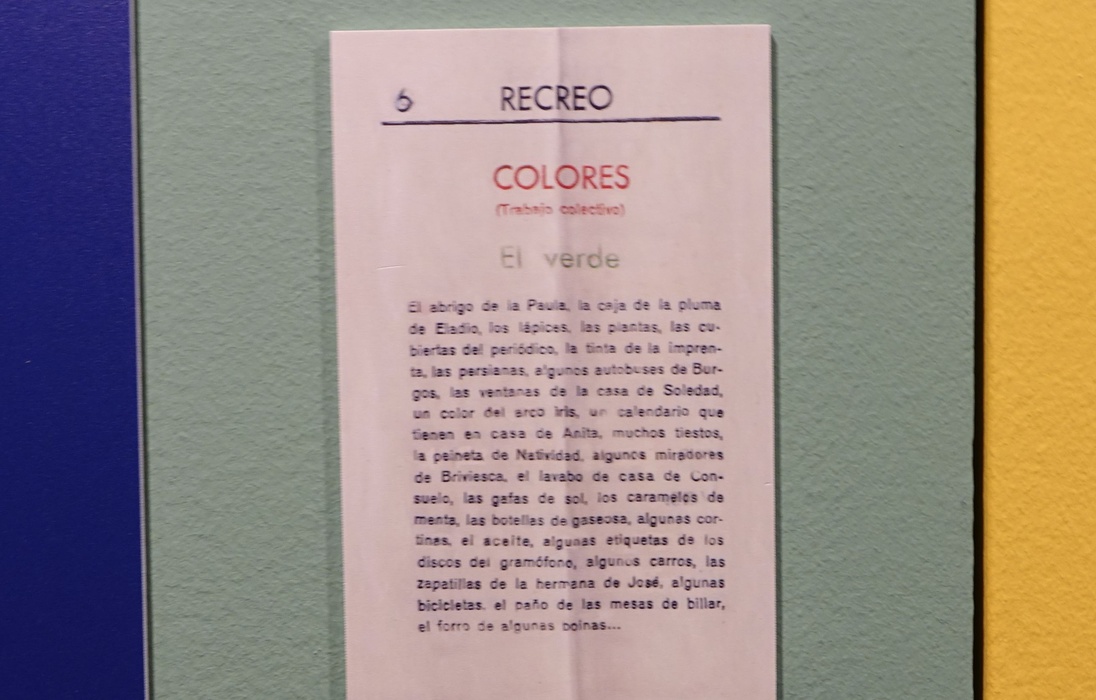 6 RECREO
COLORES
(Trabajo colectivo)
El verde
El abrigo de la Paula, la caja de la pluma
de Eladio, los lápices, las plantas, las cu-
biertas del periódico, la tinta de la impren-
ta, las persianas, algunos autobuses de Bur-
gos, las ventanas de la casa de Soledad,
un color del arco iris, un calendario que
tienen en casa de Anita, muchos tiestos,
la peineta de Natividad, algunos miradores
de Briviesca, el lavabo de casa de Con-
suelo, las gafas de sol, los caramelos de
menta, las botellas de gaseosa, algunas cor-
tinas, el aceite, algunas etiquetas de los
discos del gramófono, algunos carros, las
zapatillas de la hermana de José, algunas
bicicletas, el paño de las mesas de billar,
el forro de algunas boinas...